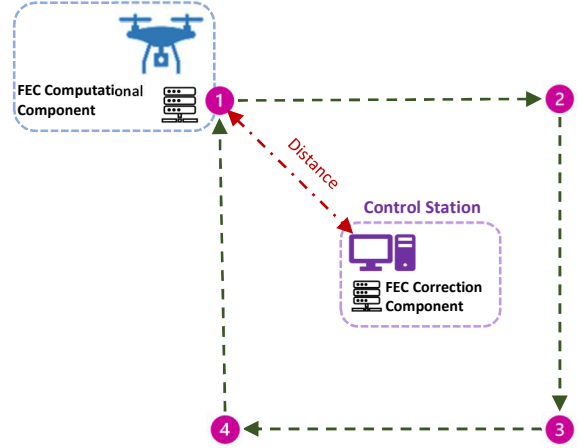 FEC Computational
Component
1
2
Distance
Control Station
FEC Correction
Component
4
3